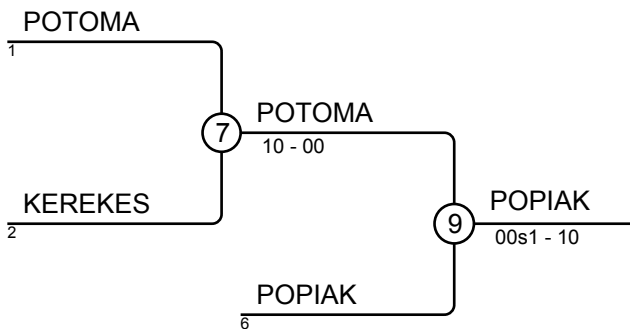 POTOMA
1
7
POTOMA
10 - 00
KEREKES
2
9
POPIAK
00s1 - 10
POPIAK
6